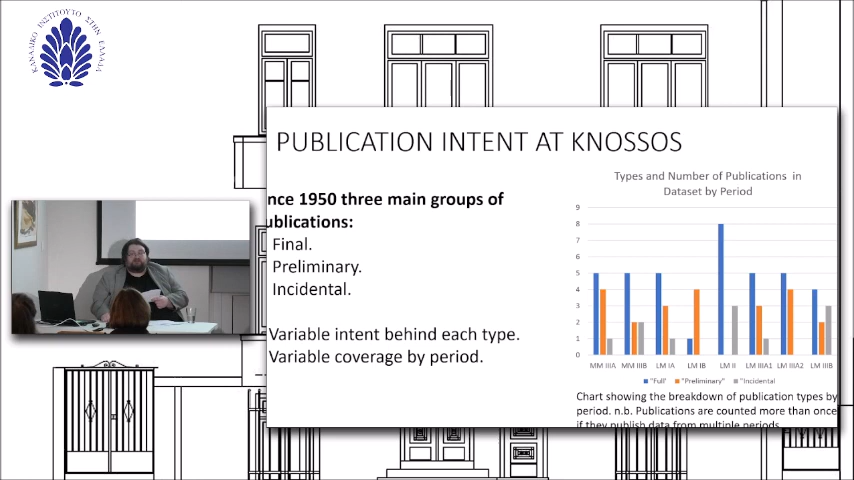 ΚΑΝΑΔΙΚΟ ΙΝΣΤΙΤΟΥΤΟ ΣΤΗΝ ΕΛΛΑΔΑ
PUBLICATION INTENT AT KNOSSOS
nce 1950 three main groups of
ublications:
Final.
Preliminary.
Incidental.
Variable intent behind each type.
Variable coverage by period.
Types and Number of Publications in
Dataset by Period
9
8
7
6
5
4
3
2
1
0
MM IIIA MM IIIB LM IA LM IB LM II LM IIIA1 LM IIIA2 LM IIIB
"Full" "Preliminary" "Incidental
Chart showing the breakdown of publication types by
period. n.b. Publications are counted more than once
if they publish data from multiple periods